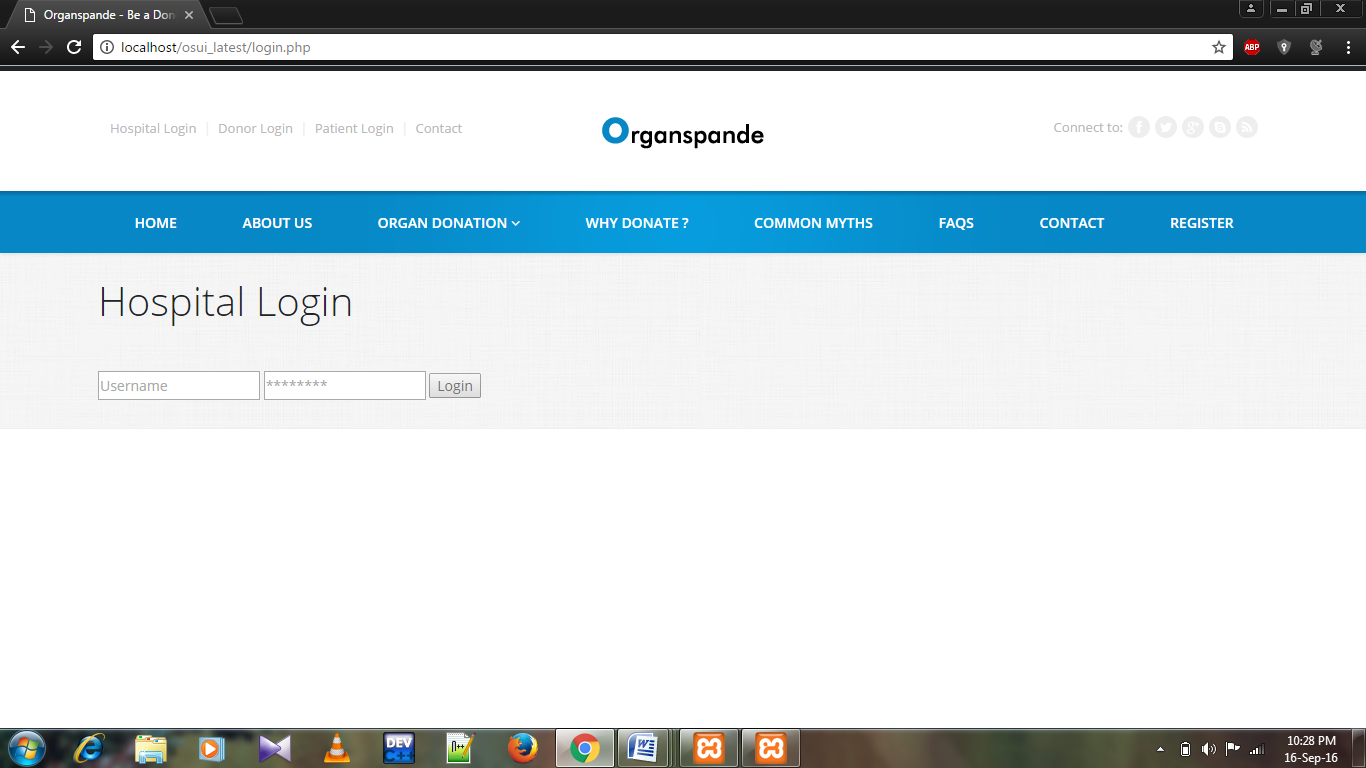 Organspande - Be a Don
localhost/osui_latest/login.php
ABP
Hospital Login | Donor Login | Patient Login | Contact
Organspande
Connect to:
HOME ABOUT US ORGAN DONATION WHY DONATE ? COMMON MYTHS FAQS CONTACT REGISTER
Hospital Login
Username ******** Login
DEV
C++
10:28 PM
16-Sep-16